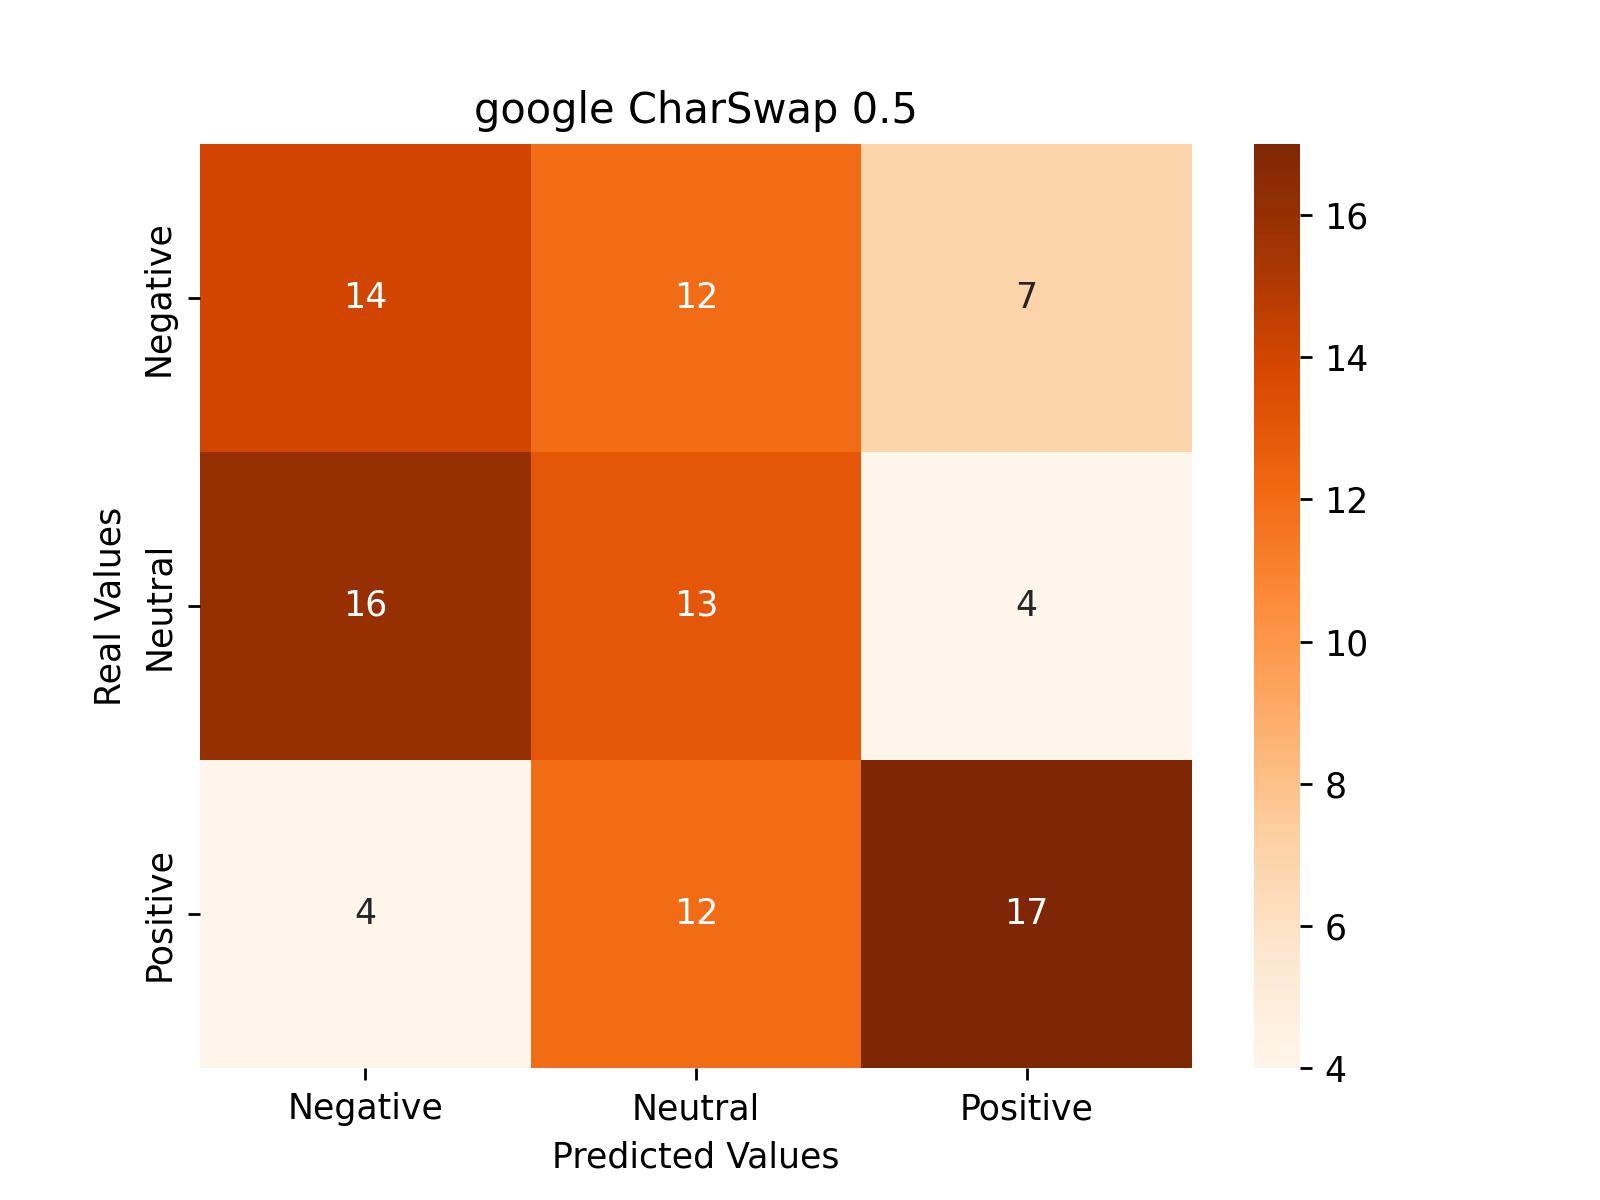 google CharSwap 0.5
Real Values
Negative
14 12 7
Neutral
16 13 4
Positive
4 12 17
Negative Neutral Positive
Predicted Values
16
14
12
10
8
6
4